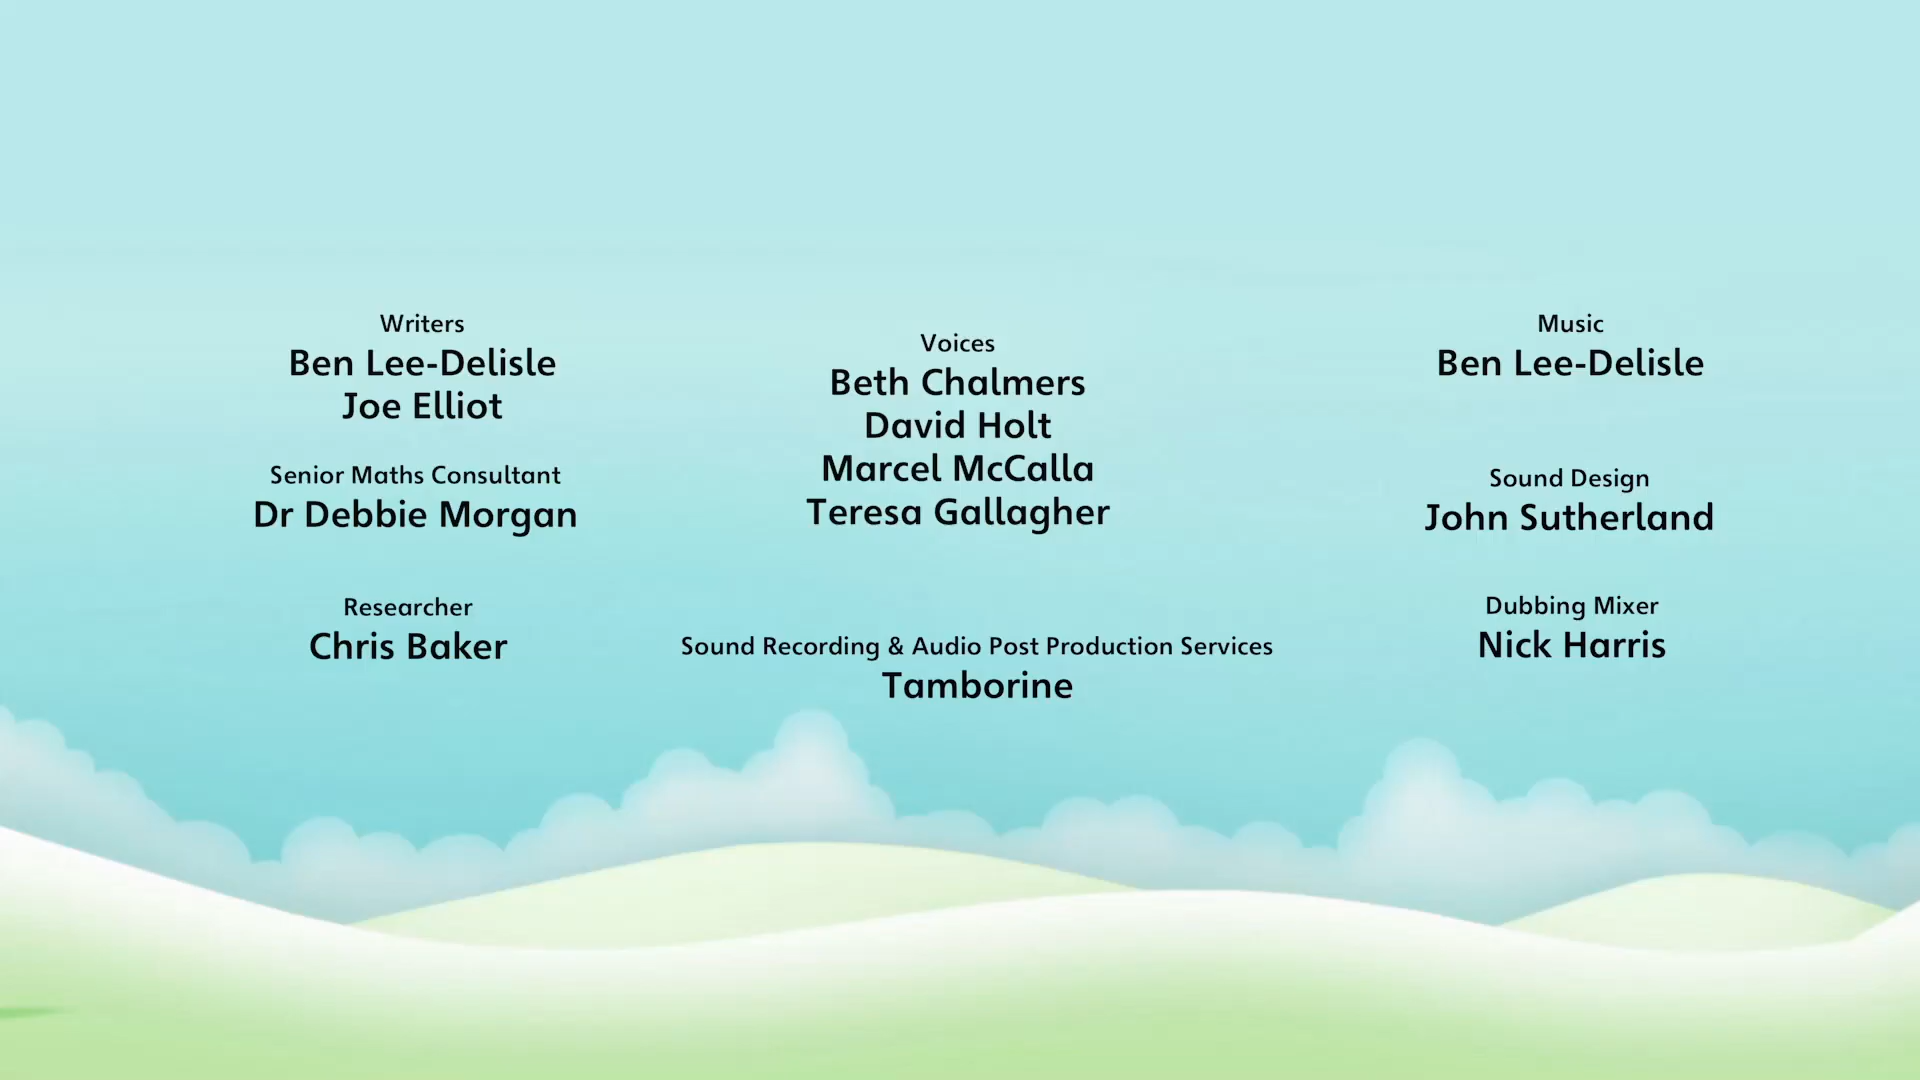 Writers
Ben Lee-Delisle
Joe Elliot
Senior Maths Consultant
Dr Debbie Morgan
Researcher
Chris Baker
Voices
Beth Chalmers
David Holt
Marcel McCalla
Teresa Gallagher
Sound Recording & Audio Post Production Services
Tamborine
Music
Ben Lee-Delisle
Sound Design
John Sutherland
Dubbing Mixer
Nick Harris